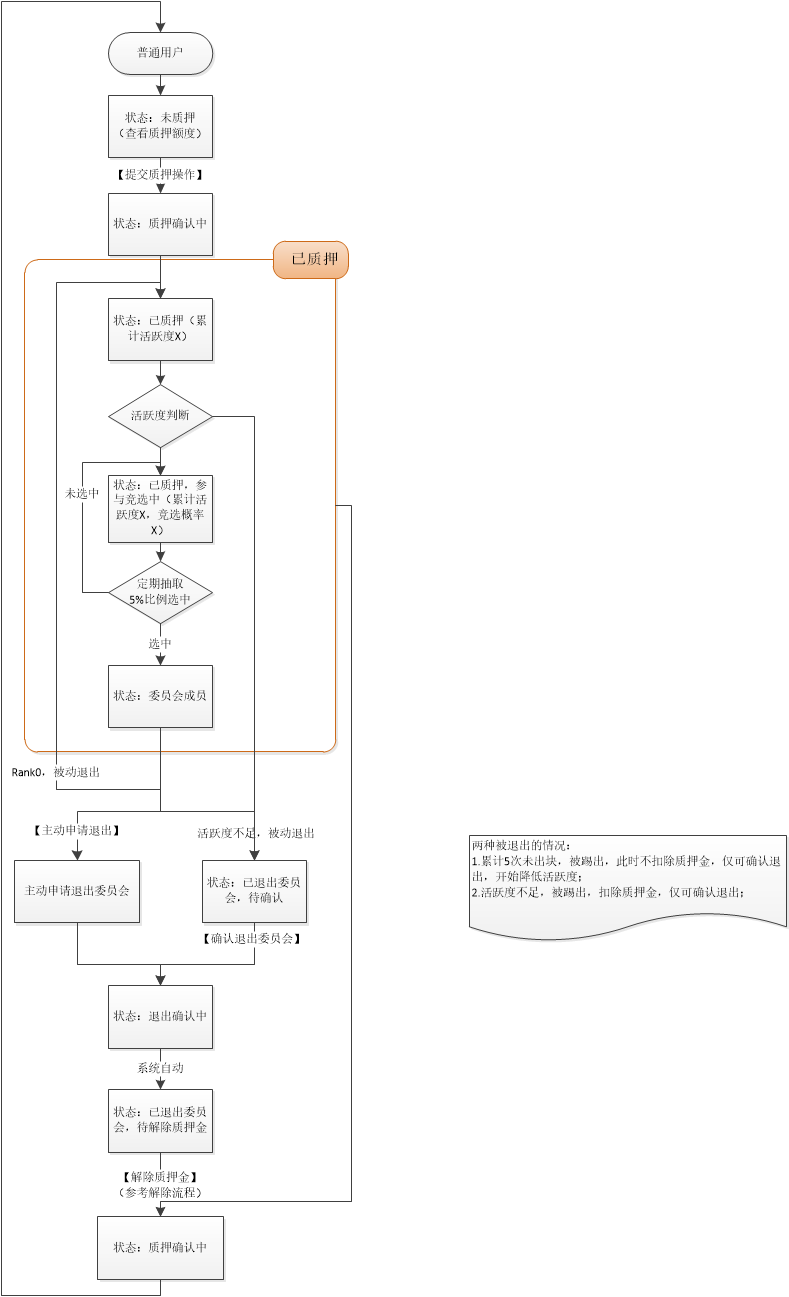 普通用户
状态：未质押
（查看质押额度）
【提交质押操作】
状态：质押确认中
已质押
状态：已质押（累
计活跃度X）
活跃度判断
未选中
状态：已质押，参
与竞选中（累计活
跃度X，竞选概率
X）
定期抽取
5%比例选中
选中
状态：委员会成员
Rank0，被动退出
【主动申请退出】
活跃度不足，被动退出
主动申请退出委员会
状态：已退出委员
会，待确认
【确认退出委员会】
两种被退出的情况：
1.累计5次未出块，被踢出，此时不扣除质押金，仅可确认退
出，开始降低活跃度；
2.活跃度不足，被踢出，扣除质押金，仅可确认退出；
状态：退出确认中
系统自动
状态：已退出委员
会，待解除质押金
【解除质押金】
（参考解除流程）
状态：质押确认中